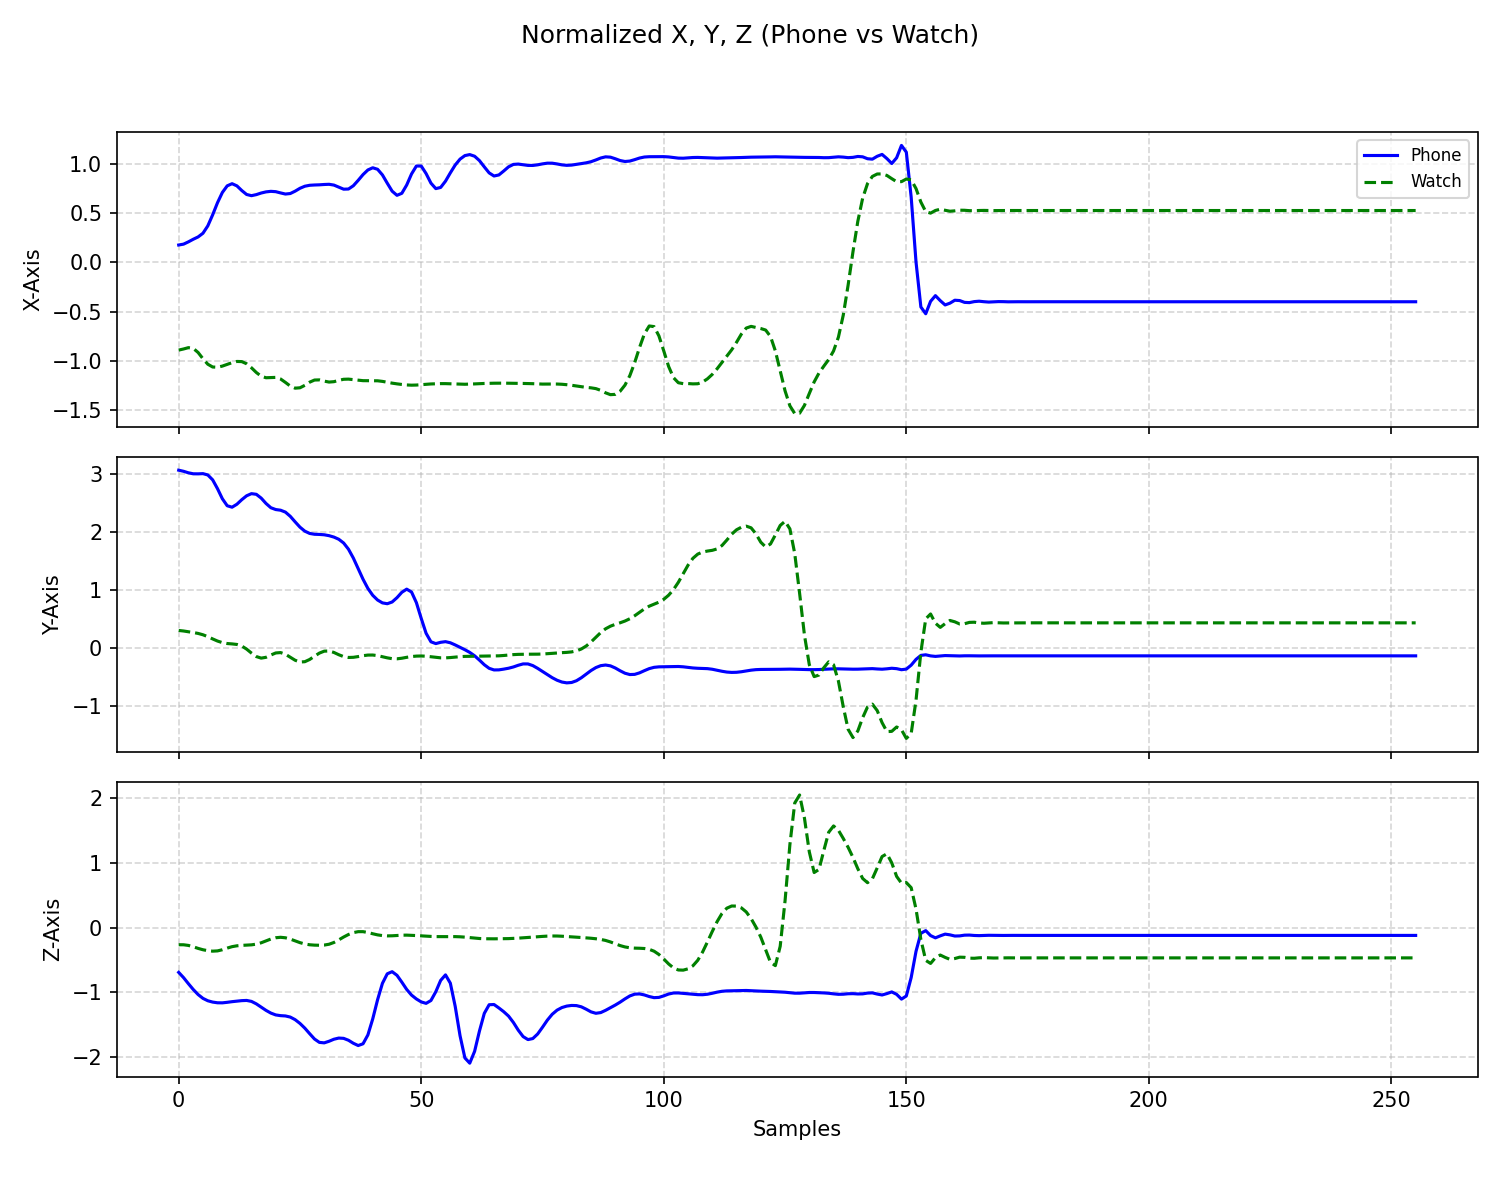 Normalized X, Y, Z (Phone vs Watch)
Phone
Watch
X-Axis
1.0
0.5
0.0
−0.5
−1.0
−1.5
Y-Axis
3
2
1
0
−1
Z-Axis
2
1
0
−1
−2
0 50 100 150 200 250
Samples